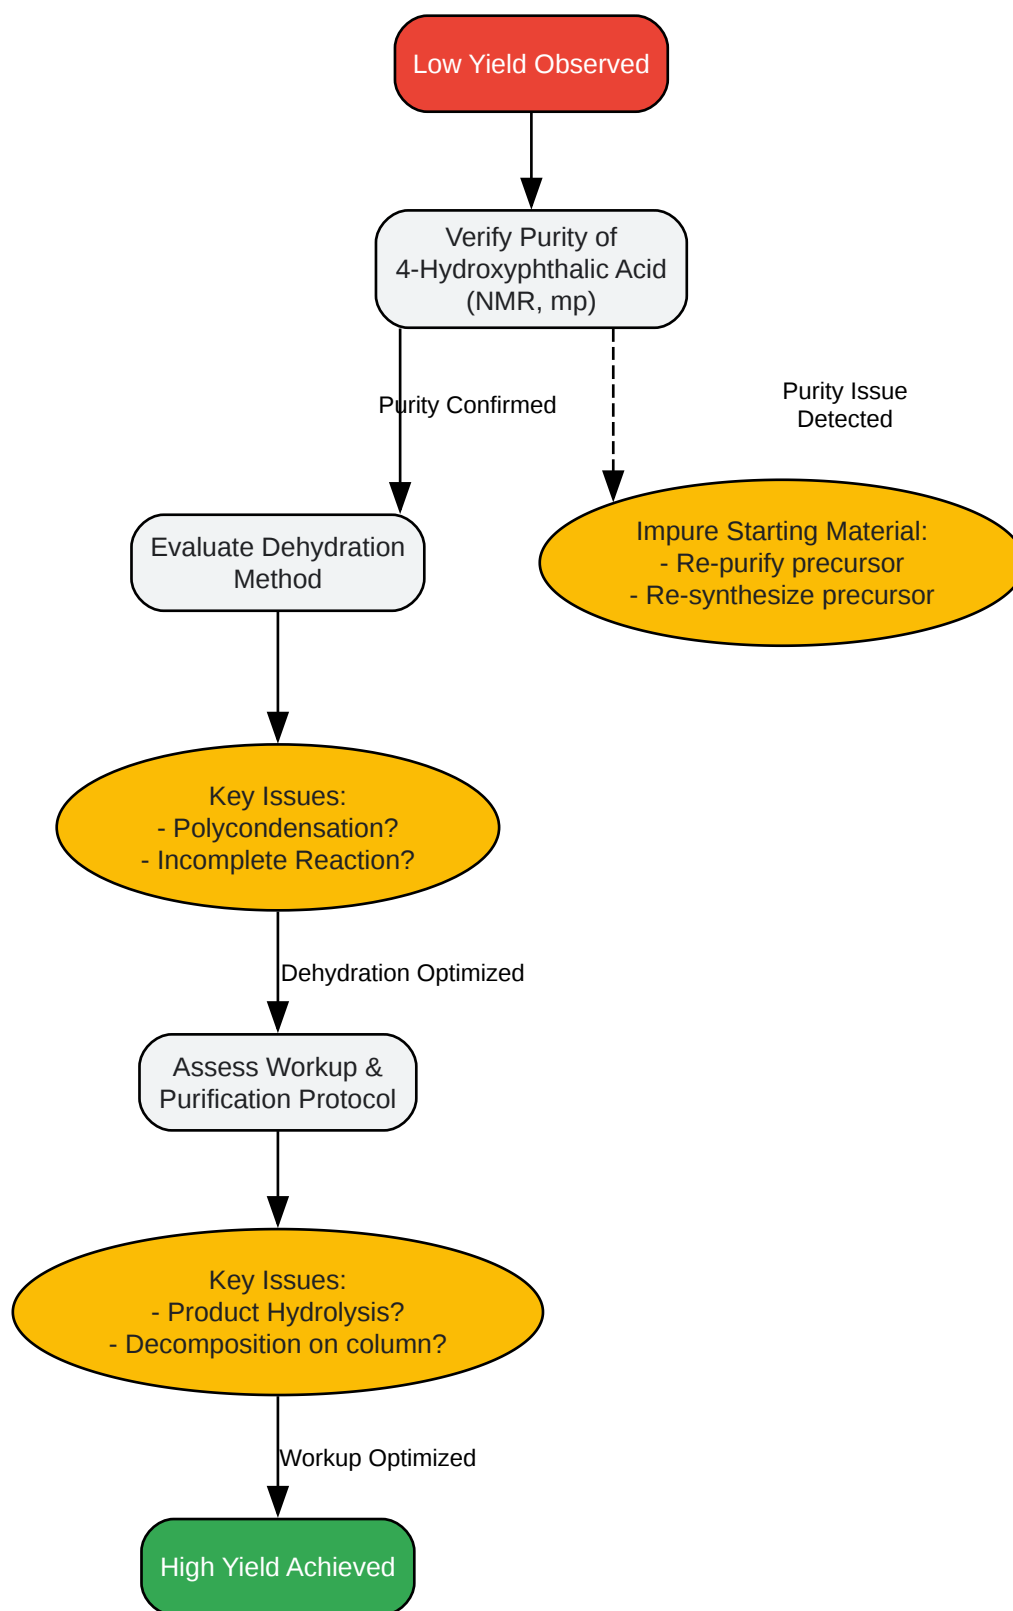 Low Yield Observed
Verify Purity of
4-Hydroxyphthalic Acid
(NMR, mp)
Purity Confirmed
Purity Issue
Detected
Evaluate Dehydration
Method
Impure Starting Material:
- Re-purify precursor
- Re-synthesize precursor
Key Issues:
- Polycondensation?
- Incomplete Reaction?
Dehydration Optimized
Assess Workup &
Purification Protocol
Key Issues:
- Product Hydrolysis?
- Decomposition on column?
Workup Optimized
High Yield Achieved